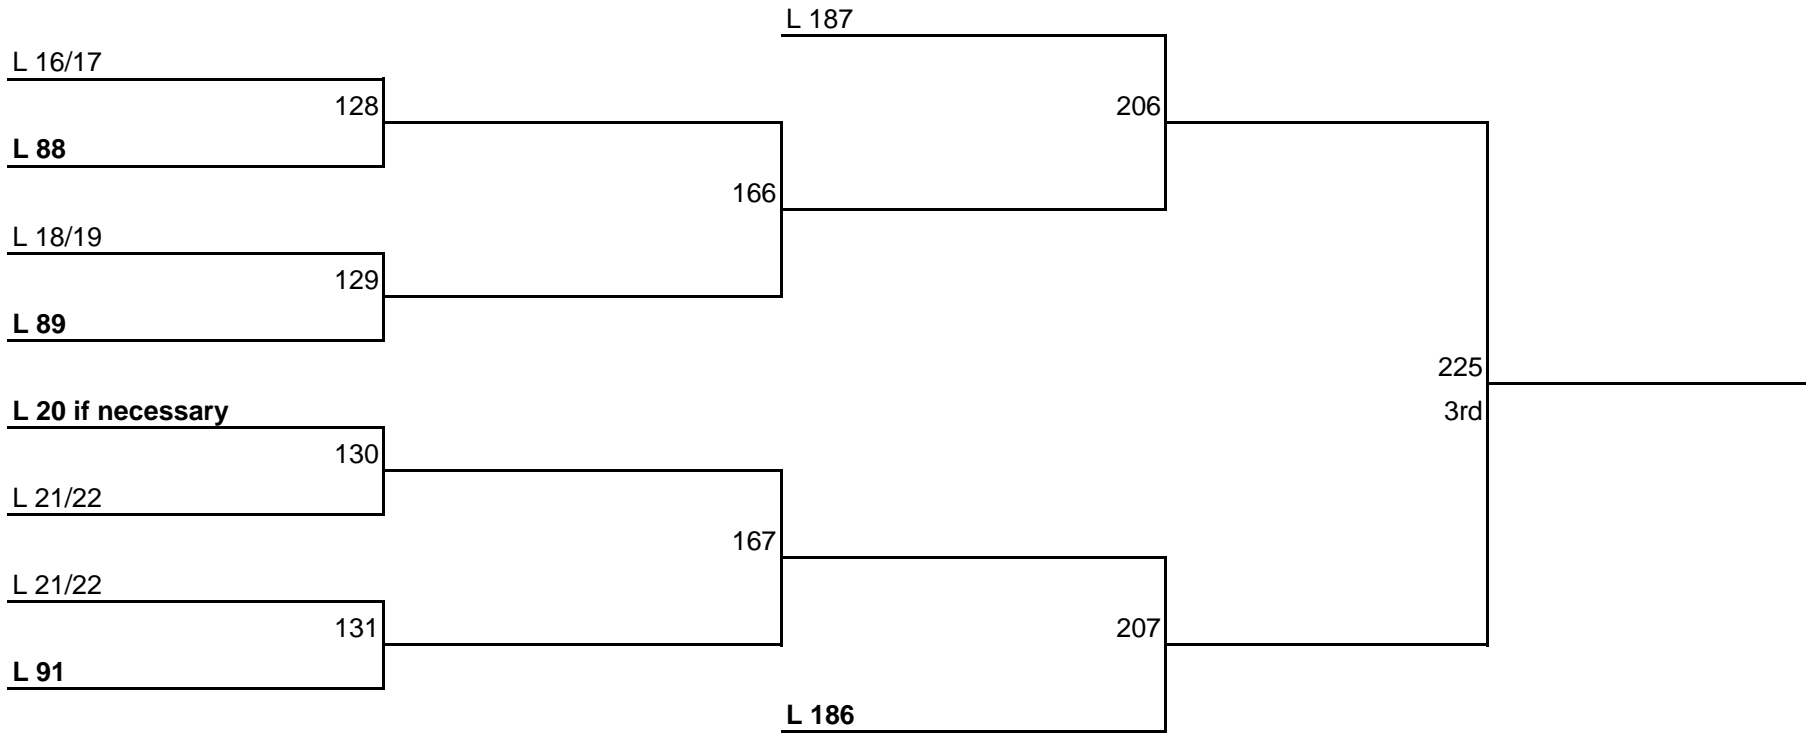 L 187
L 16/17
128
206
L 88
166
L 18/19
129
L 89
225
L 20 if necessary
3rd
130
L 21/22
167
L 21/22
131
207
L 91
L 186